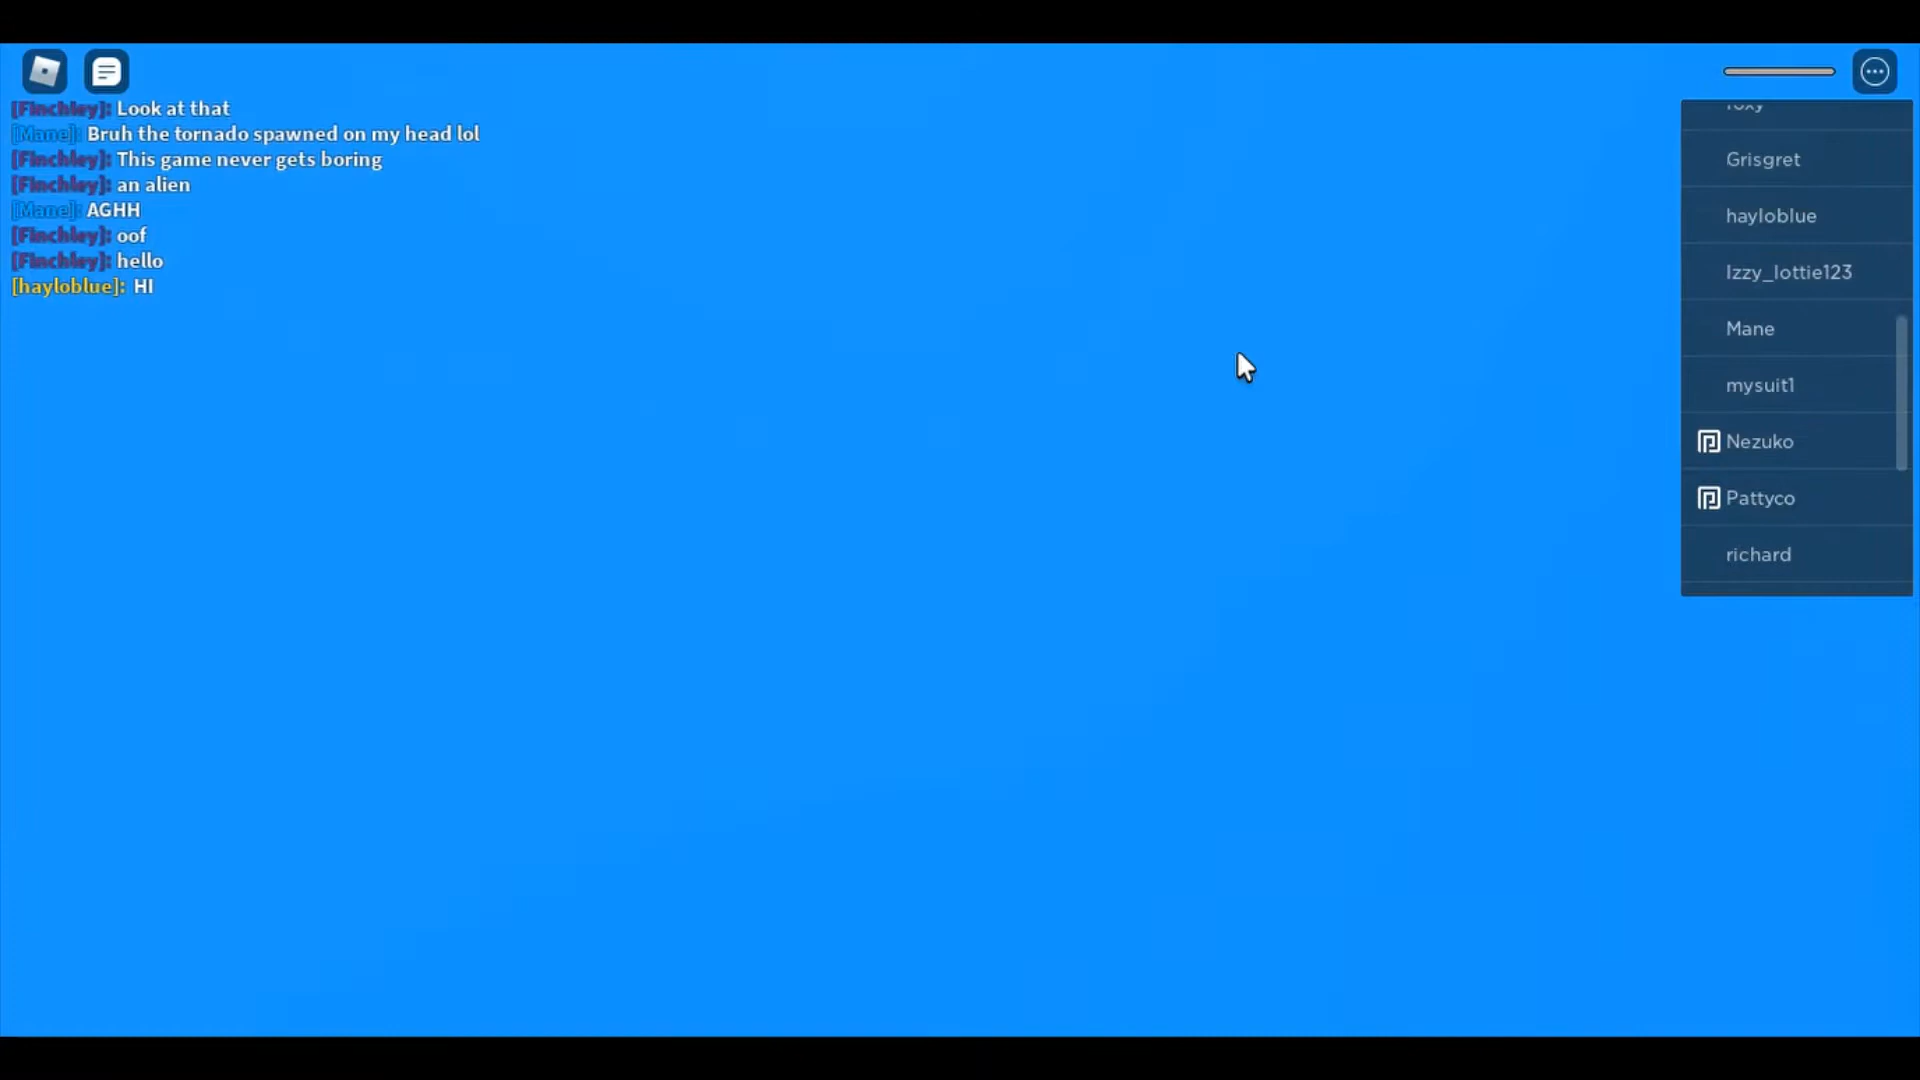 [Finchley]: Look at that
[Mane]: Bruh the tornado spawned on my head lol
[Finchley]: This game never gets boring
[Finchley]: an alien
[Mane]: AGHH
[Finchley]: oof
[Finchley]: hello
[hayloblue]: HI
Grisgret
hayloblue
Izzy_lottie123
Mane
mysuit1
Nezuko
Pattyco
richard